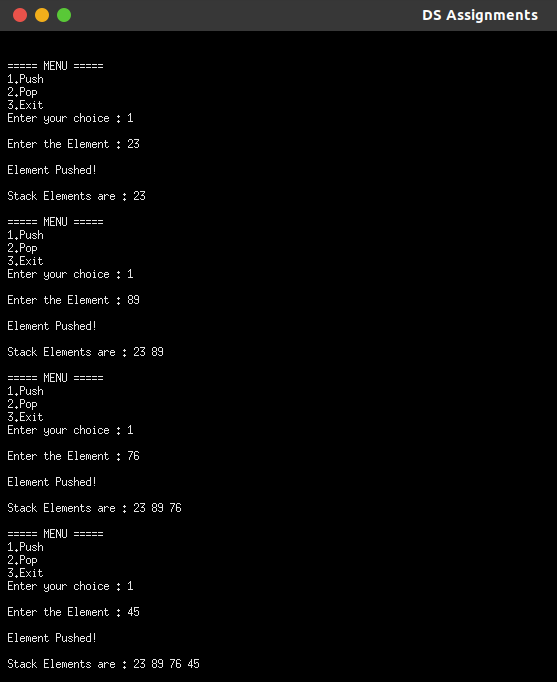 DS Assignments
===== MENU =====
1.Push
2.Pop
3.Exit
Enter your choice : 1
Enter the Element : 23
Element Pushed!
Stack Elements are : 23
===== MENU =====
1.Push
2.Pop
3.Exit
Enter your choice : 1
Enter the Element : 89
Element Pushed!
Stack Elements are : 23 89
===== MENU =====
1.Push
2.Pop
3.Exit
Enter your choice : 1
Enter the Element : 76
Element Pushed!
Stack Elements are : 23 89 76
===== MENU =====
1.Push
2.Pop
3.Exit
Enter your choice : 1
Enter the Element : 45
Element Pushed!
Stack Elements are : 23 89 76 45